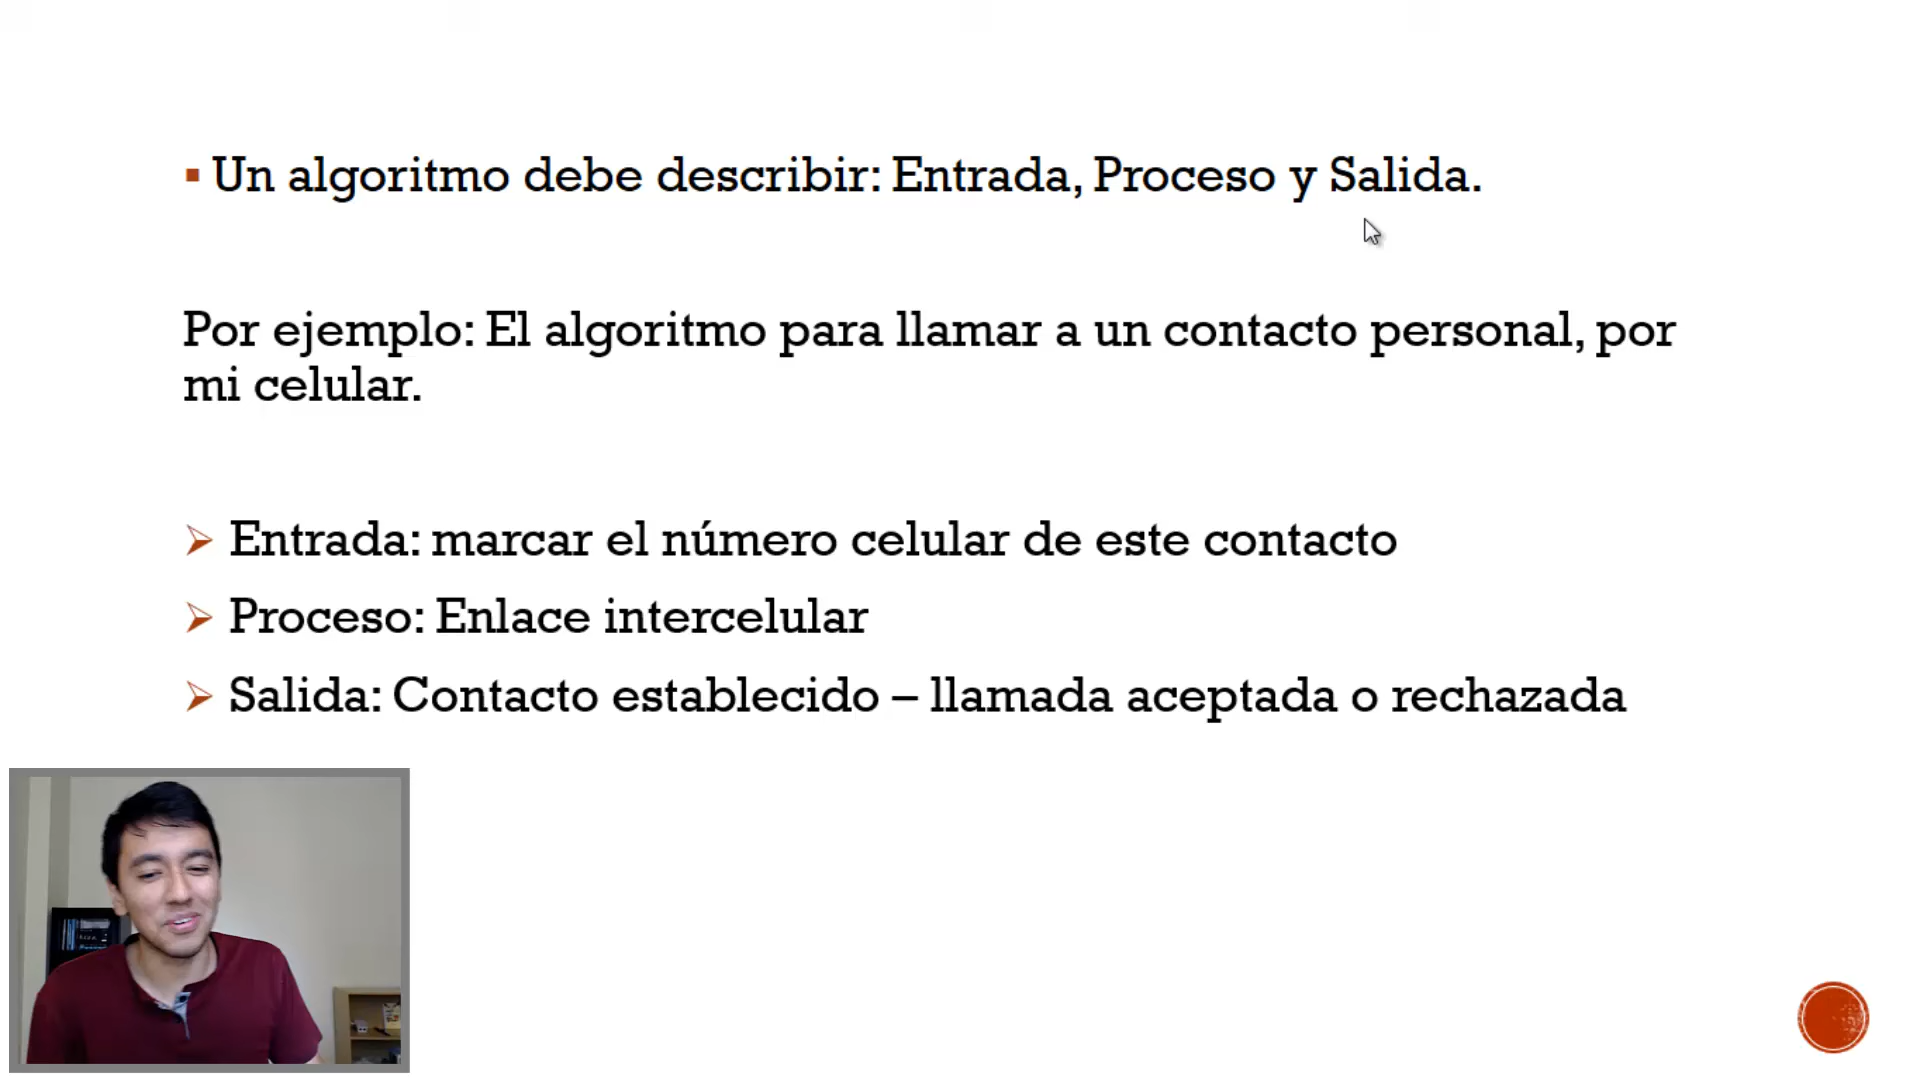 Un algoritmo debe describir: Entrada, Proceso y Salida.
Por ejemplo: El algoritmo para llamar a un contacto personal, por
mi celular.
Entrada: marcar el número celular de este contacto
Proceso: Enlace intercelular
Salida: Contacto establecido – llamada aceptada o rechazada